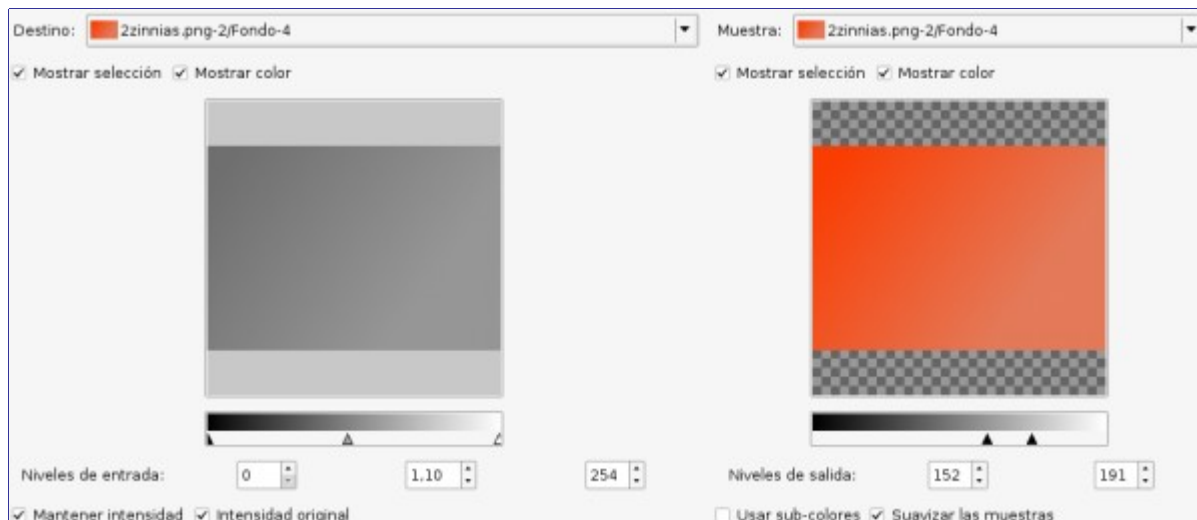 Destino: 2zinnias.png-2/Fondo-4
Muestra: 2zinnias.png-2/Fondo-4
Mostrar selección Mostrar color
Mostrar selección Mostrar color
Niveles de entrada: 0 1,10 254
Niveles de salida: 152 191
Mantener intensidad Intensidad original
Usar sub-colores Suavizar las muestras